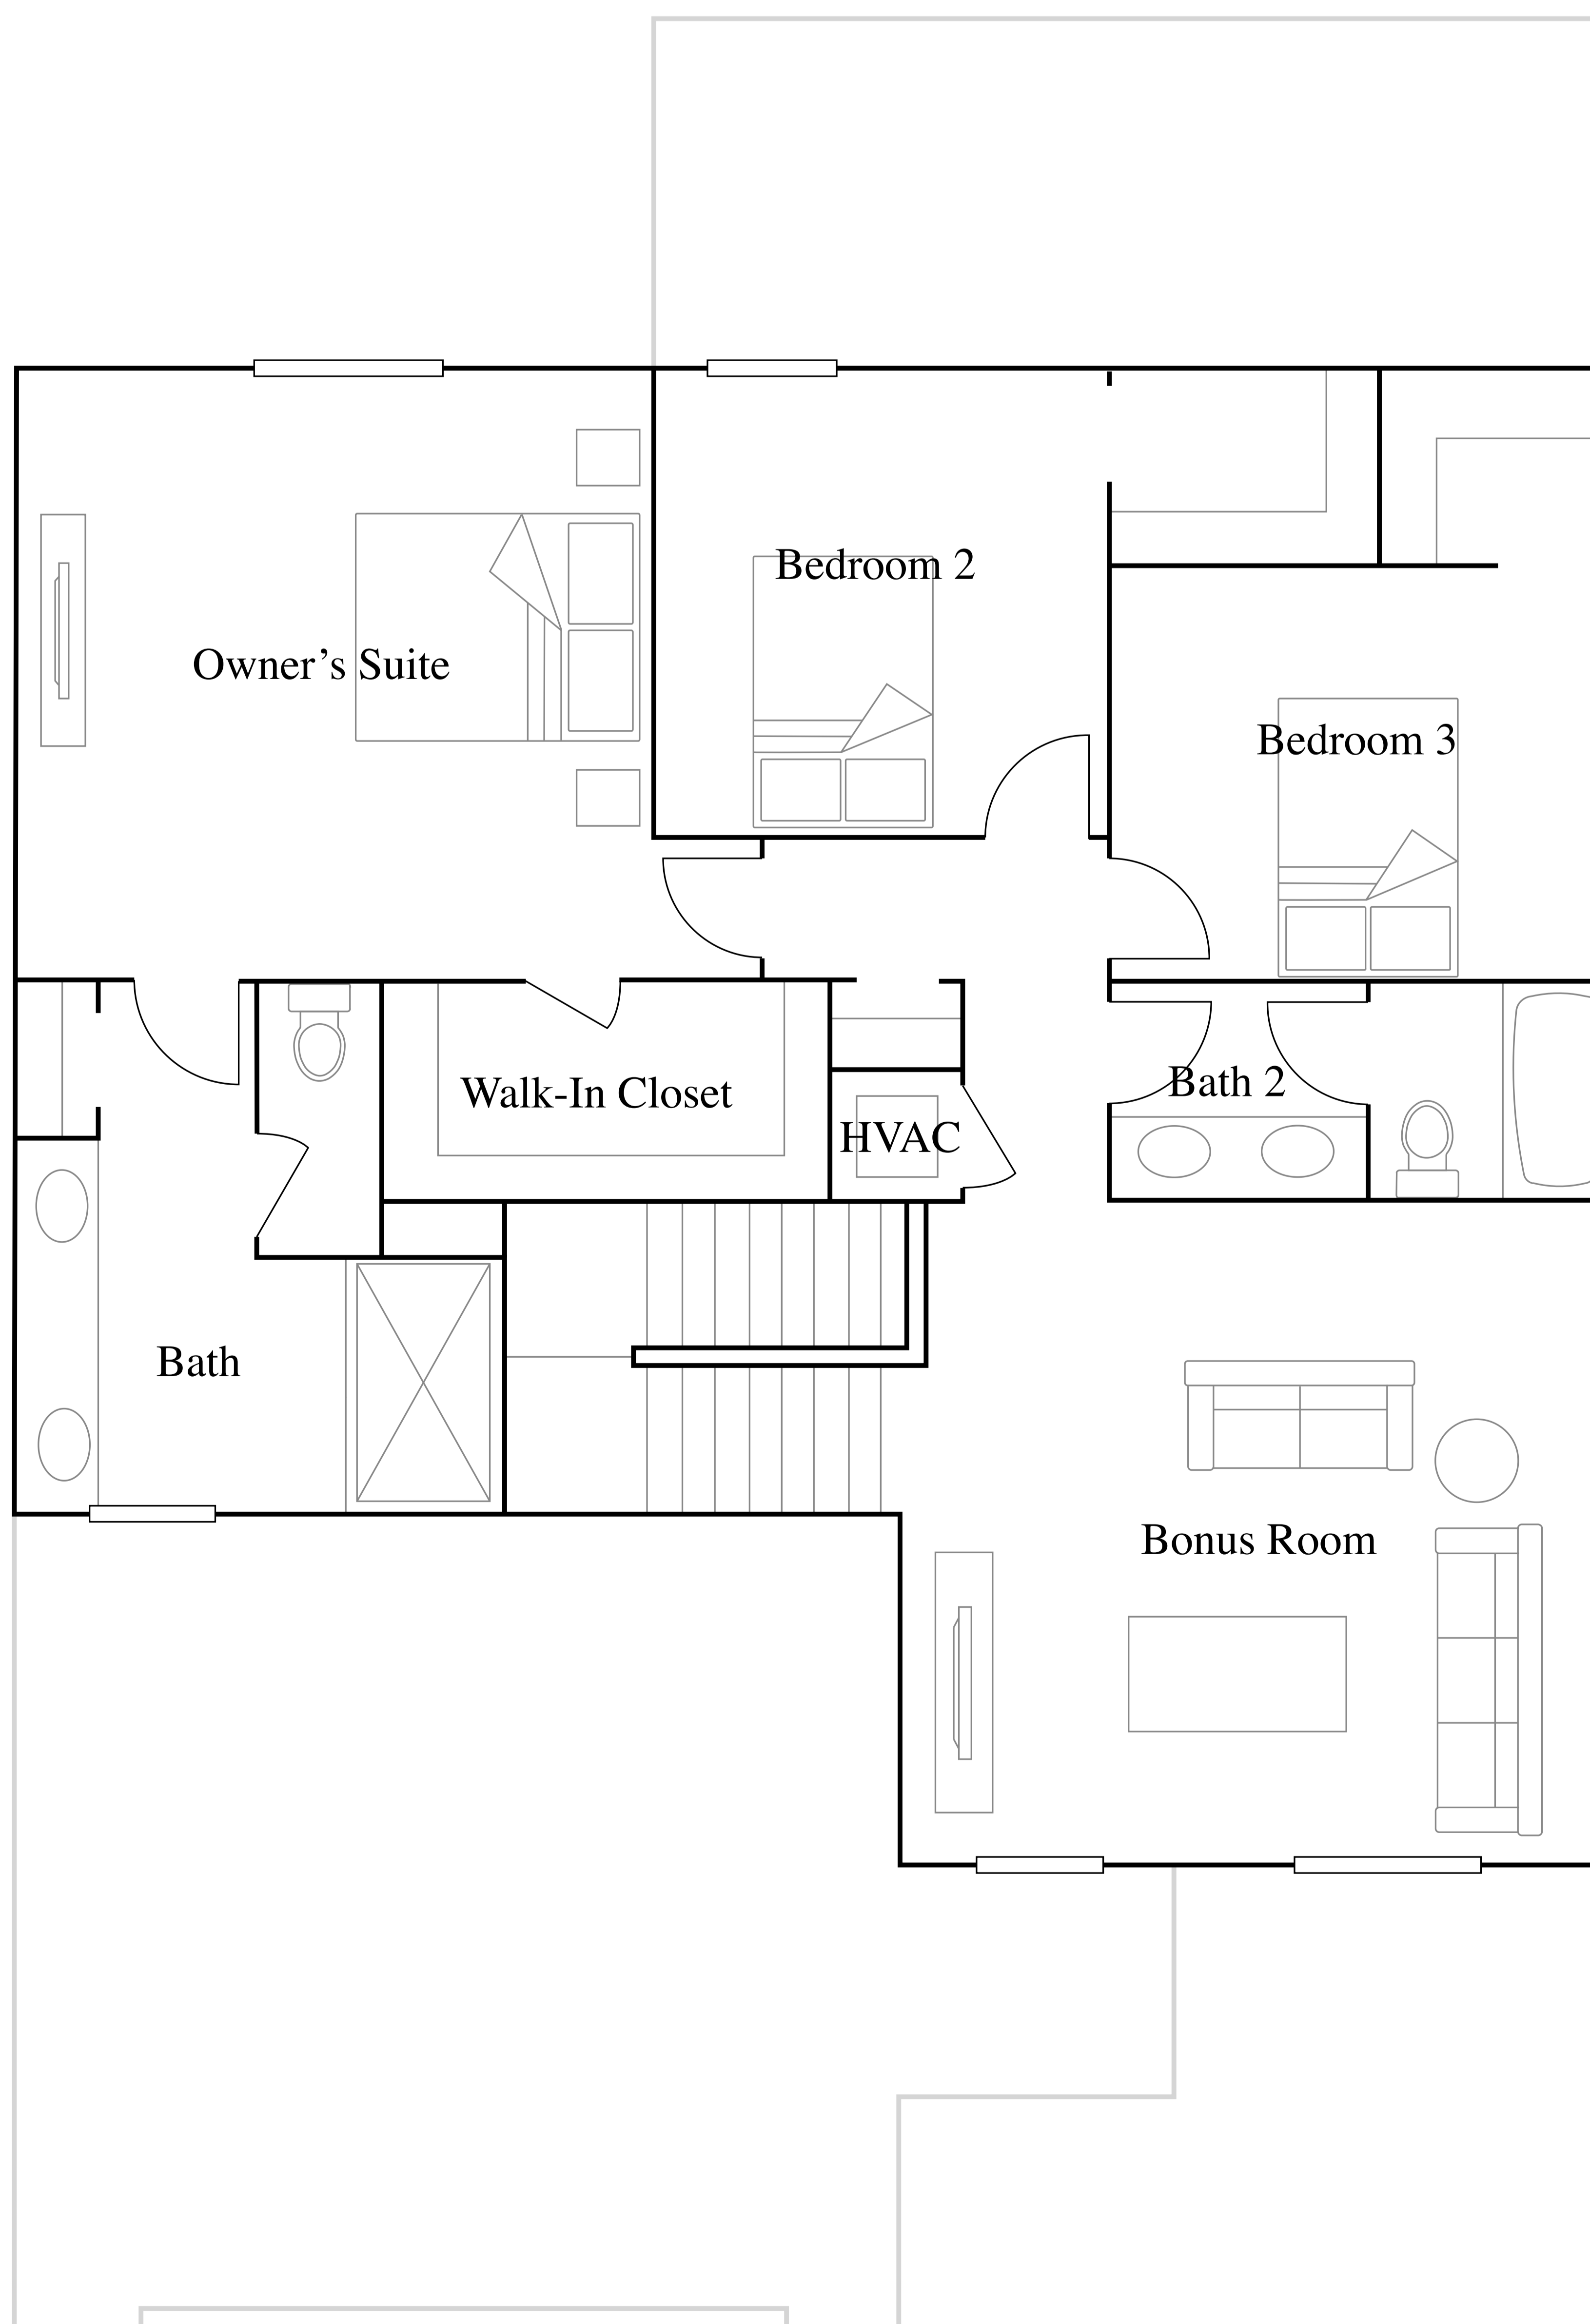 Bedroom 2
Owner's Suite
Bedroom 3
Bath 2
Walk-In Closet
HVAC
Bath
Bonus Room